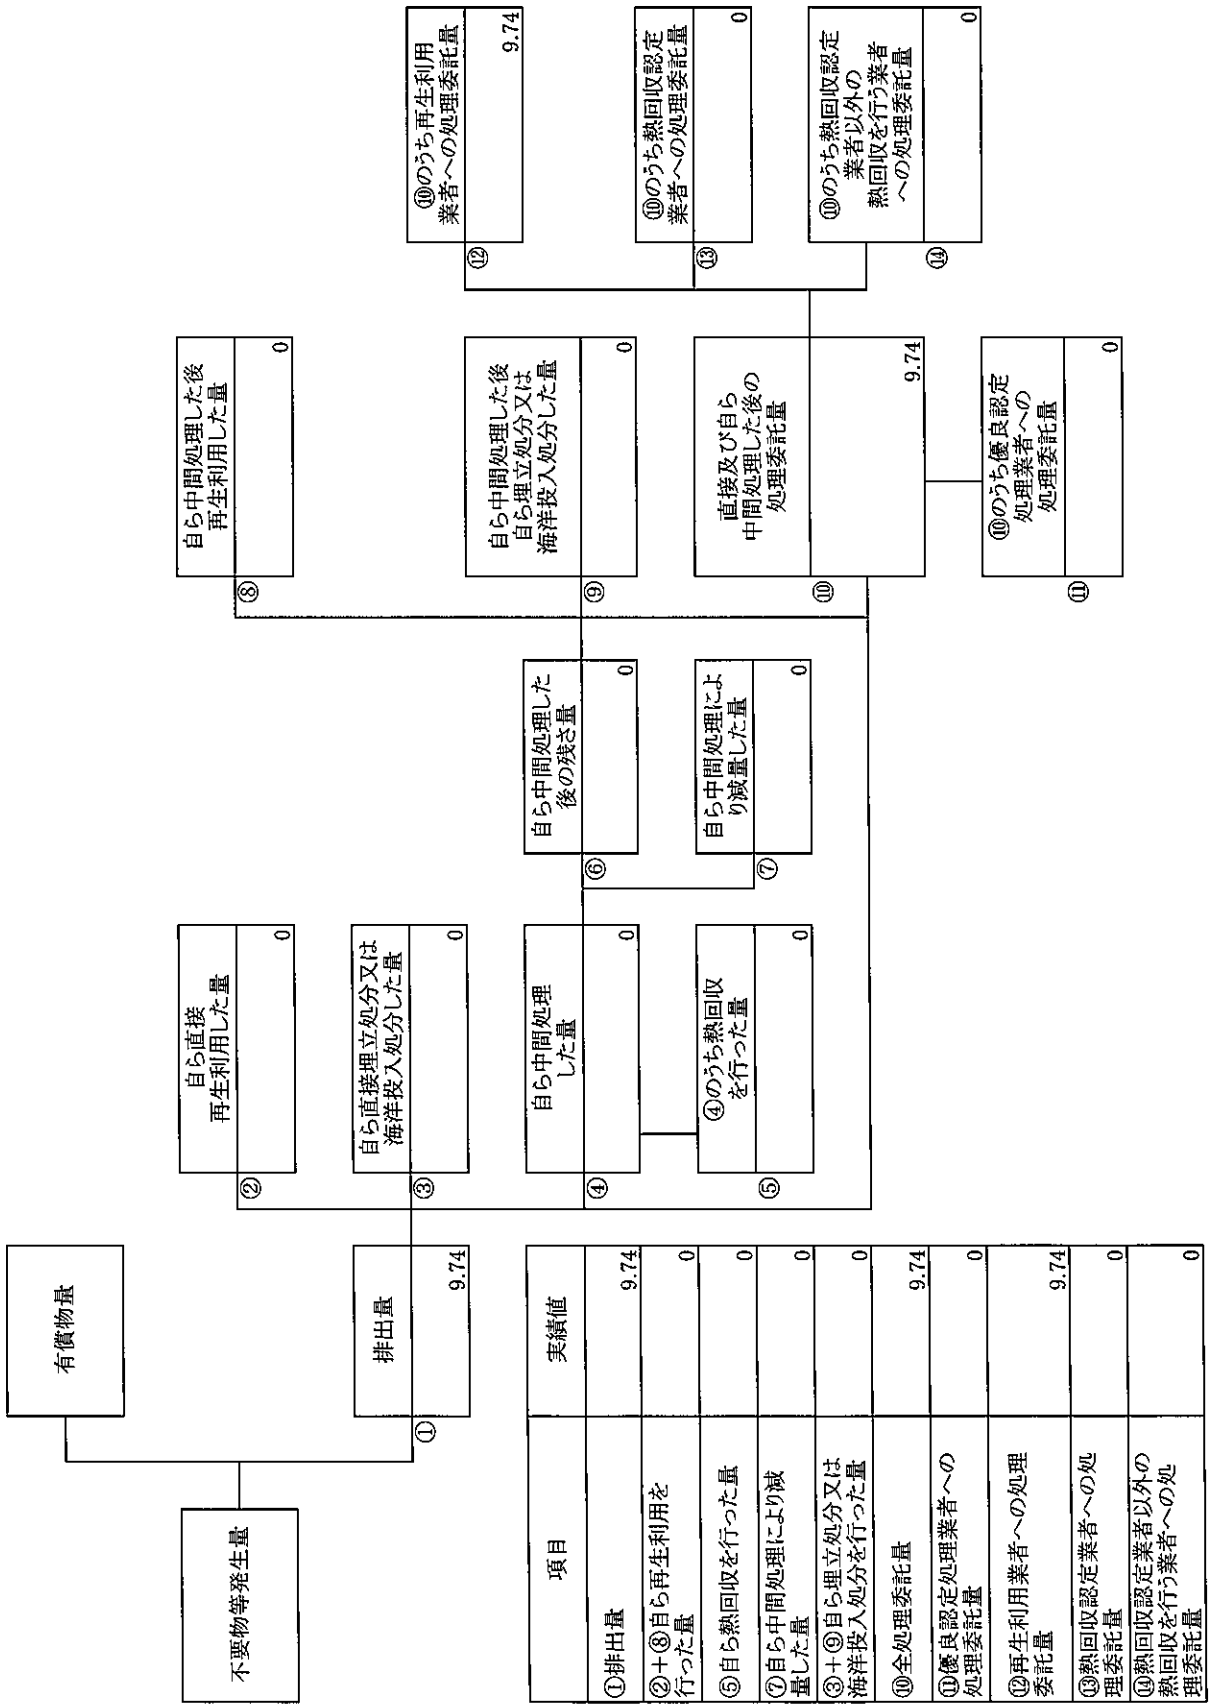 不要物等発生量
有償物量
①
排出量
9.74
②
自ら直接
再生利用した量
0
③
自ら直接埋立処分又は
海洋投入処分した量
0
④
自ら中間処理
した量
0
⑤
④のうち熱回収
を行った量
0
⑥
自ら中間処理した
後の残さ量
0
⑦
自ら中間処理によ
り減量した量
0
⑧
自ら中間処理した後
再生利用した量
0
⑨
自ら中間処理した後
自ら埋立処分又は
海洋投入処分した量
0
⑩
直接及び自ら
中間処理した後の
処理委託量
9.74
⑪
⑩のうち優良認定
処理業者への
処理委託量
0
⑫
⑩のうち再生利用
業者への処理委託量
9.74
⑬
⑩のうち熱回収認定
業者への処理委託量
0
⑭
⑩のうち熱回収認定
業者以外の
熱回収を行う業者
への処理委託量
0
項目
実績値
①排出量
9.74
②+⑧自ら再生利用を
行った量
0
⑤自ら熱回収を行った量
0
⑦自ら中間処理により減
量した量
0
③+⑨自ら埋立処分又は
海洋投入処分を行った量
0
⑩全処理委託量
9.74
⑪優良認定処理業者への
処理委託量
0
⑫再生利用業者への処理
委託量
9.74
⑬熱回収認定業者への処
理委託量
0
⑭熱回収認定業者以外の
熱回収を行う業者への処
理委託量
0